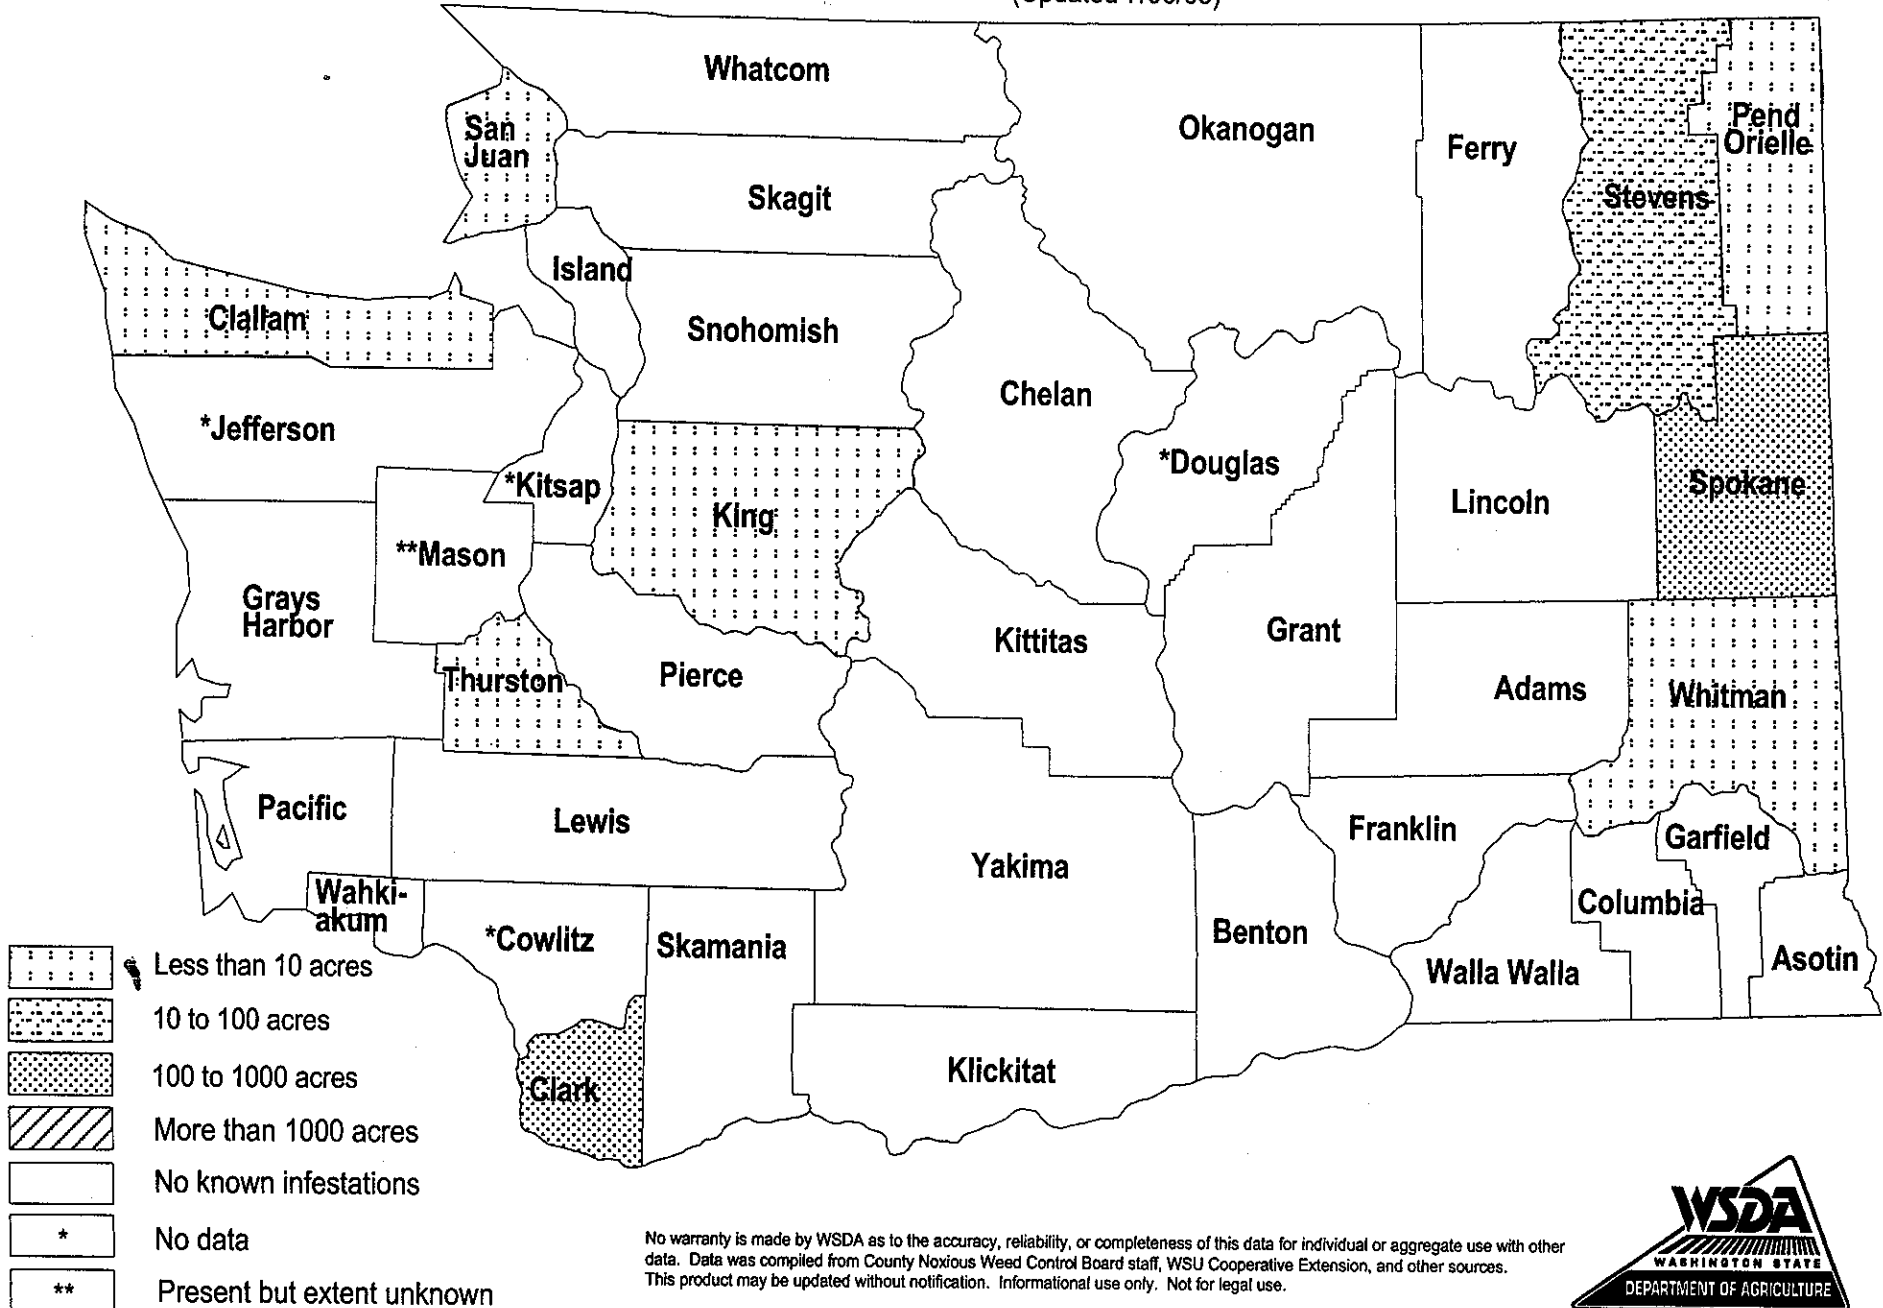 Whatcom
San
Juan
Okanogan
Ferry
Pend
Orielle
Skagit
Stevens
Island
Clallam
Snohomish
Chelan
*Jefferson
*Kitsap
King
*Douglas
Lincoln
Spokane
**Mason
Grays
Harbor
Kittitas
Grant
Thurston
Pierce
Adams
Whitman
Pacific
Lewis
Yakima
Franklin
Garfield
Wahki-
akum
*Cowlitz
Skamania
Benton
Columbia
Walla Walla
Asotin
Clark
Klickitat
Less than 10 acres
10 to 100 acres
100 to 1000 acres
More than 1000 acres
No known infestations
* No data
** Present but extent unknown
No warranty is made by WSDA as to the accuracy, reliability, or completeness of this data for individual or aggregate use with other
data. Data was compiled from County Noxious Weed Control Board staff, WSU Cooperative Extension, and other sources.
This product may be updated without notification. Informational use only. Not for legal use.
WSDA
WASHINGTON STATE
DEPARTMENT OF AGRICULTURE